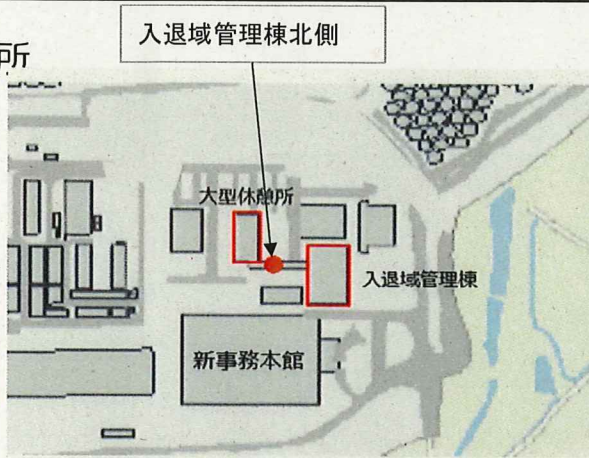 入退域管理棟北側
所
大型休憩所
入退域管理棟
新事務本館